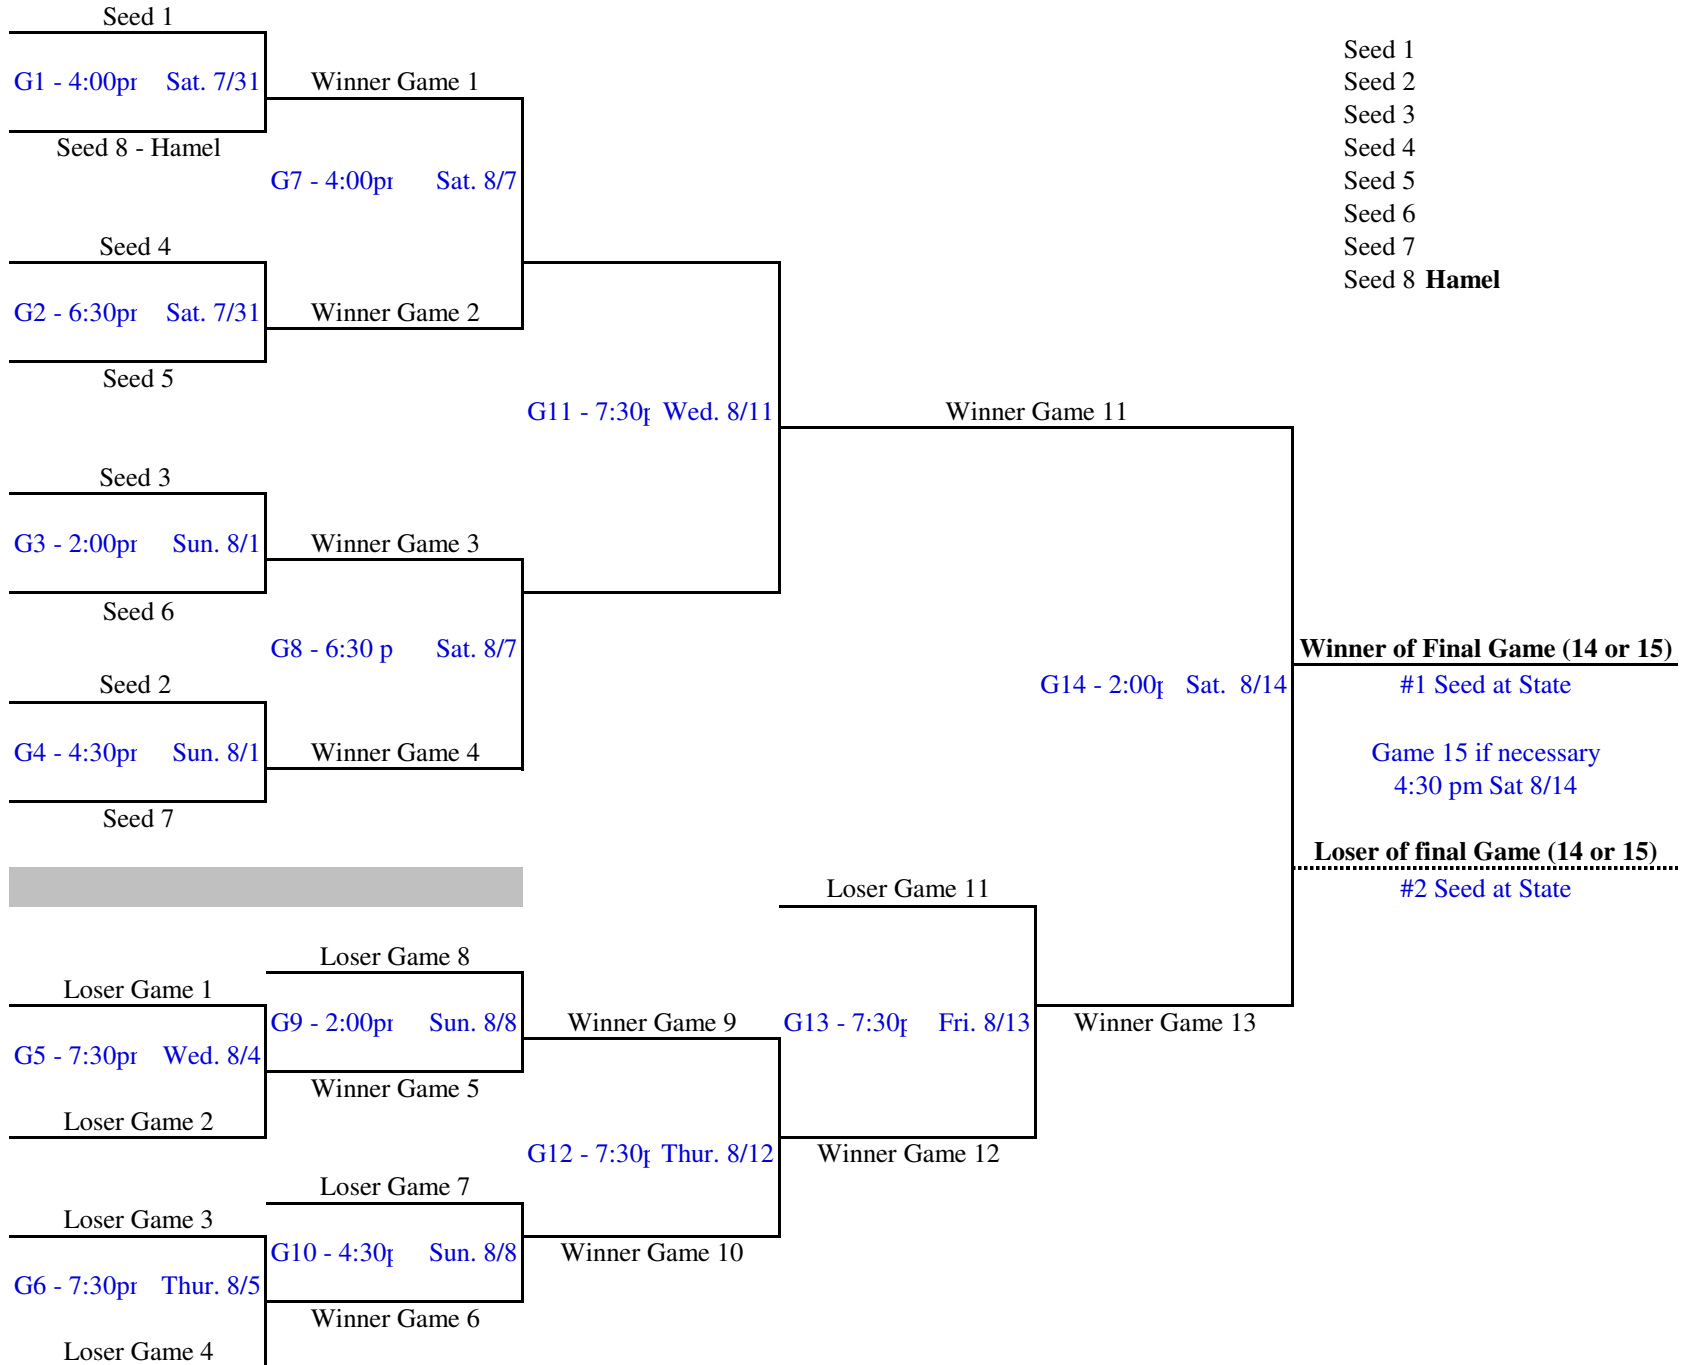 Seed 1
Seed 1
G1 - 4:00pr Sat. 7/31 Winner Game 1
Seed 2
Seed 3
Seed 8 - Hamel
Seed 4
G7 - 4:00pr Sat. 8/7
Seed 5
Seed 6
Seed 4
Seed 7
Seed 8 Hamel
G2 - 6:30pr Sat. 7/31 Winner Game 2
Seed 5
G11 - 7:30p Wed. 8/11 Winner Game 11
Seed 3
G3 - 2:00pr Sun. 8/1 Winner Game 3
Seed 6
G8 - 6:30 p Sat. 8/7
Winner of Final Game (14 or 15)
Seed 2
G14 - 2:00p Sat. 8/14
#1 Seed at State
G4 - 4:30pr Sun. 8/1 Winner Game 4
Game 15 if necessary
4:30 pm Sat 8/14
Seed 7
Loser of final Game (14 or 15)
Loser Game 11
#2 Seed at State
Loser Game 8
Loser Game 1
G9 - 2:00pr Sun. 8/8 Winner Game 9
G13 - 7:30p Fri. 8/13 Winner Game 13
G5 - 7:30pr Wed. 8/4
Winner Game 5
Loser Game 2
G12 - 7:30p Thur. 8/12 Winner Game 12
Loser Game 7
Loser Game 3
G10 - 4:30p Sun. 8/8 Winner Game 10
G6 - 7:30pr Thur. 8/5
Winner Game 6
Loser Game 4